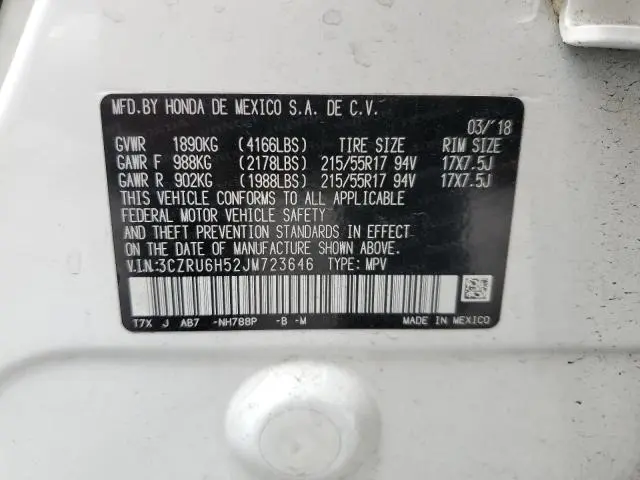 MFD.BY HONDA DE MEXICO S.A. DE C.V.
03/'18
GVWR 1890KG (4166LBS) TIRE SIZE RIM SIZE
GAWR F 988KG (2178LBS) 215/55R17 94V 17X7.5J
GAWR R 902KG (1988LBS) 215/55R17 94V 17X7.5J
THIS VEHICLE CONFORMS TO ALL APPLICABLE
FEDERAL MOTOR VEHICLE SAFETY
AND THEFT PREVENTION STANDARDS IN EFFECT
ON THE DATE OF MANUFACTURE SHOWN ABOVE.
V.I.N:3CZRU6H52JM723646 TYPE: MPV
T7X J AB7 -NH788P -B -M MADE IN MEXICO